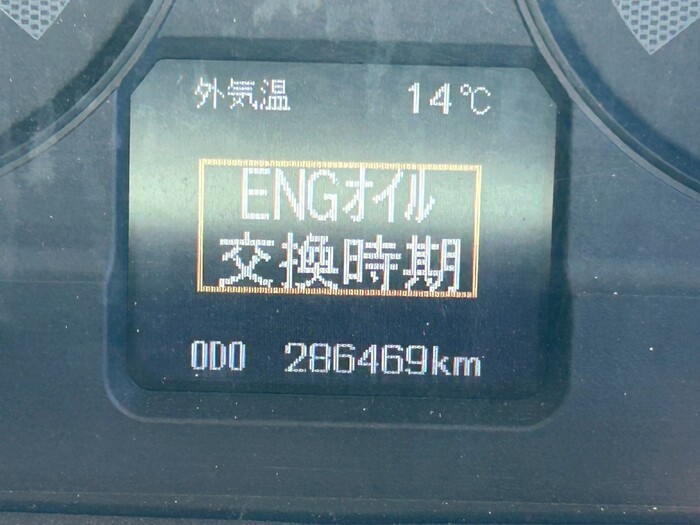 外気温 14℃
ENGオイル
交換時期
ODO 286469km